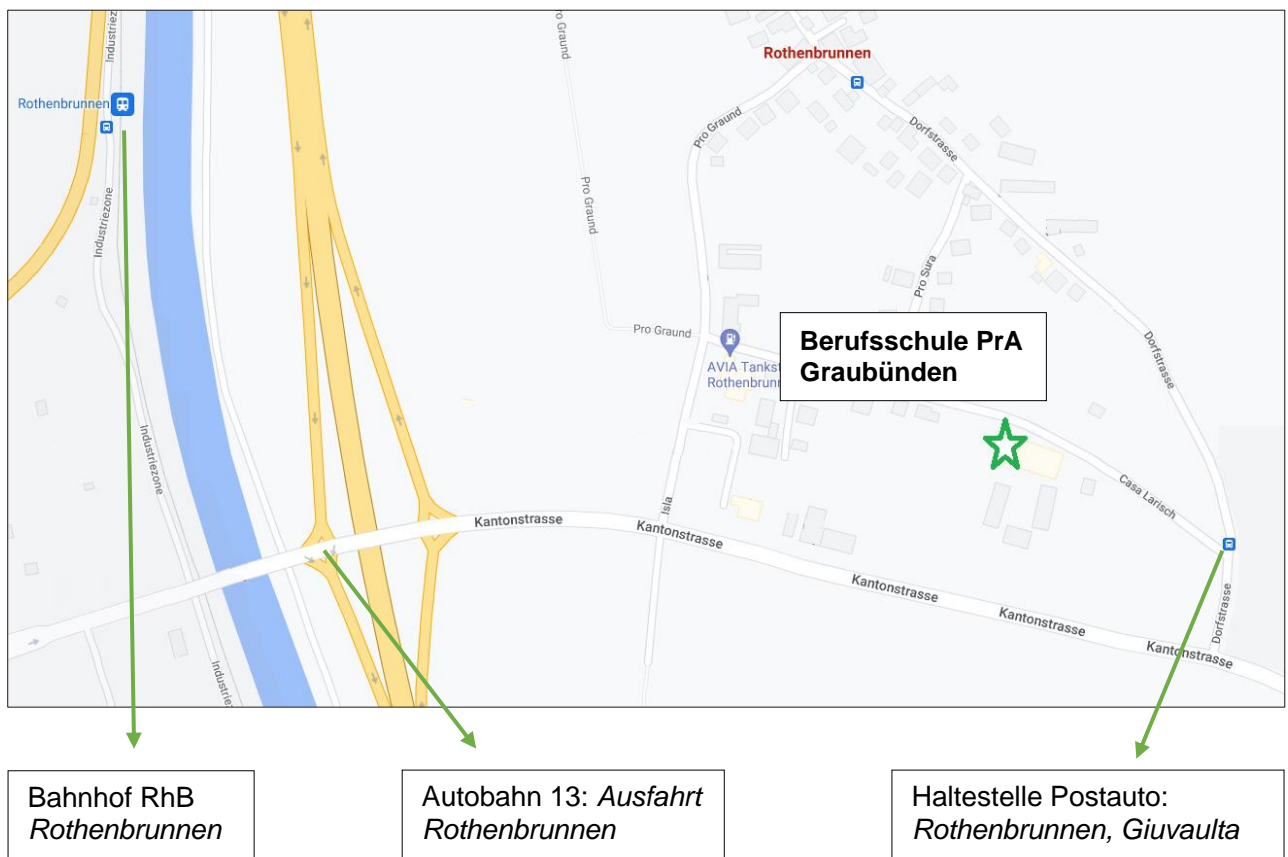 Industriez
Rothenbrunnen
Pro Graund
Rothenbrunnen
Pro Graund
Dorfstrasse
Industriezone
Pro Graund
Pro Sura
Pro Graund
Berufsschule PrA
Graubünden
AVIA Tankst
Rothenbrunn
Dorfstrasse
Industriezone
Casa Larisch
Isla
Kantonstrasse
Kantonstrasse
Kantonstrasse
Kantonstrasse
Kantonstrasse
Dorfstrasse
Industriezone
Bahnhof RhB
Rothenbrunnen
Autobahn 13: Ausfahrt
Rothenbrunnen
Haltestelle Postauto:
Rothenbrunnen, Giuvaulta